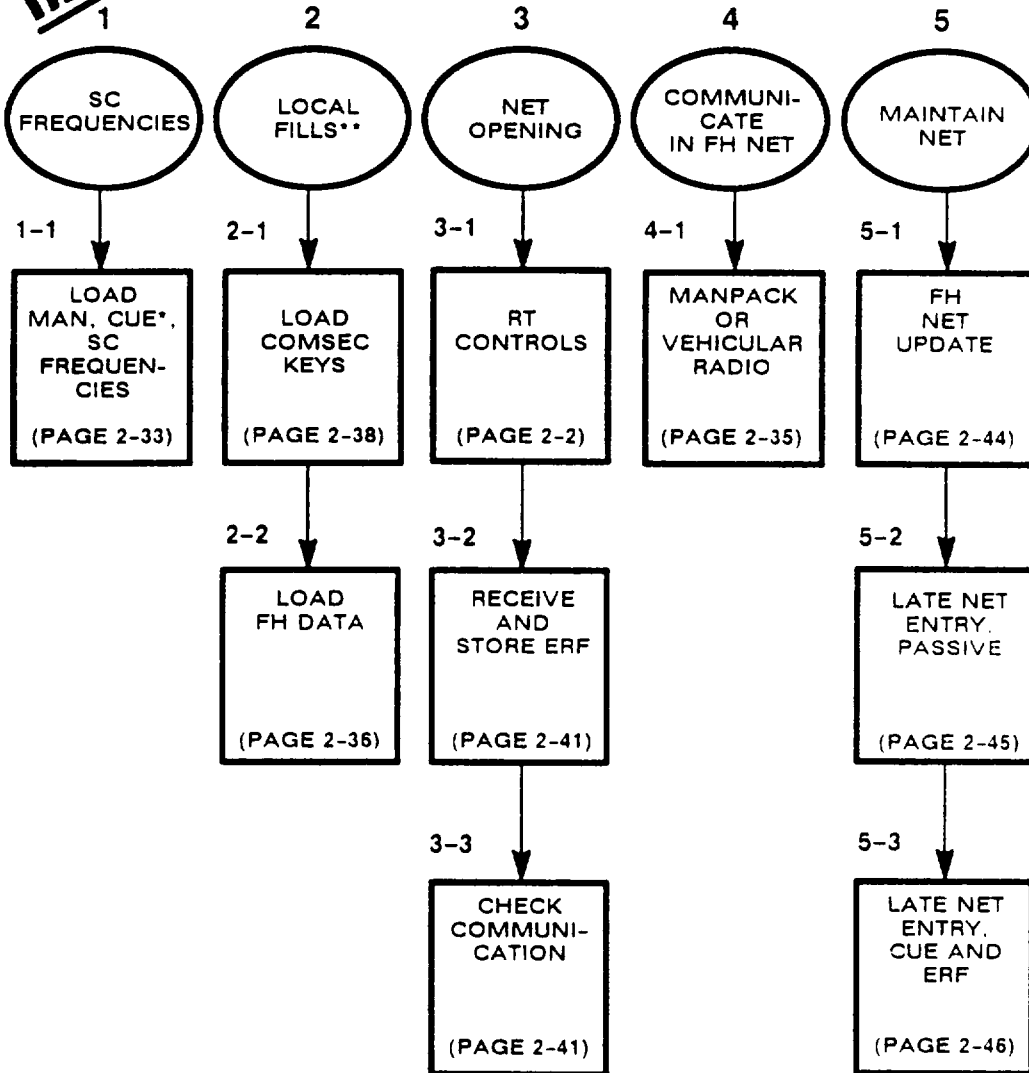 1
2
3
4
5
SC
FREQUENCIES
LOCAL
FILLS**
NET
OPENING
COMMUNI-
CATE
IN FH NET
MAINTAIN
NET
1-1
2-1
3-1
4-1
5-1
LOAD
MAN, CUE*,
SC
FREQUEN-
CIES
(PAGE 2-33)
LOAD
COMSEC
KEYS
(PAGE 2-38)
RT
CONTROLS
(PAGE 2-2)
MANPACK
OR
VEHICULAR
RADIO
(PAGE 2-35)
FH
NET
UPDATE
(PAGE 2-44)
2-2
3-2
5-2
LOAD
FH DATA
(PAGE 2-36)
RECEIVE
AND
STORE ERF
(PAGE 2-41)
LATE NET
ENTRY,
PASSIVE
(PAGE 2-45)
3-3
5-3
CHECK
COMMUNI-
CATION
(PAGE 2-41)
LATE NET
ENTRY,
CUE AND
ERF
(PAGE 2-46)